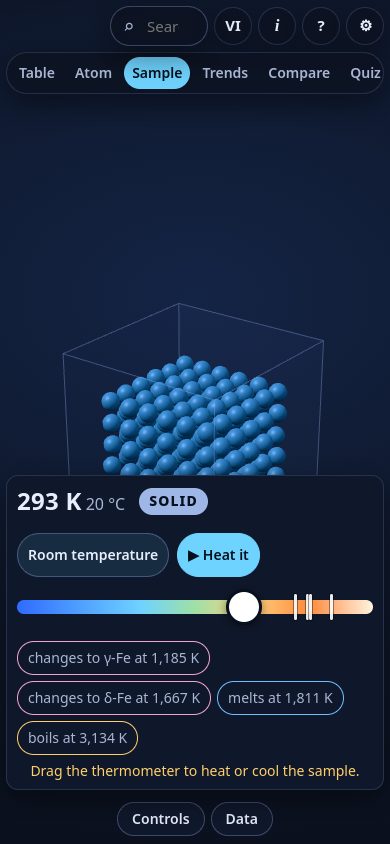 Sear VI i ? ⚙
Table Atom Sample Trends Compare Quiz
293 K 20 °C SOLID
Room temperature ▶ Heat it
changes to γ-Fe at 1,185 K
changes to δ-Fe at 1,667 K melts at 1,811 K
boils at 3,134 K
Drag the thermometer to heat or cool the sample.
Controls Data